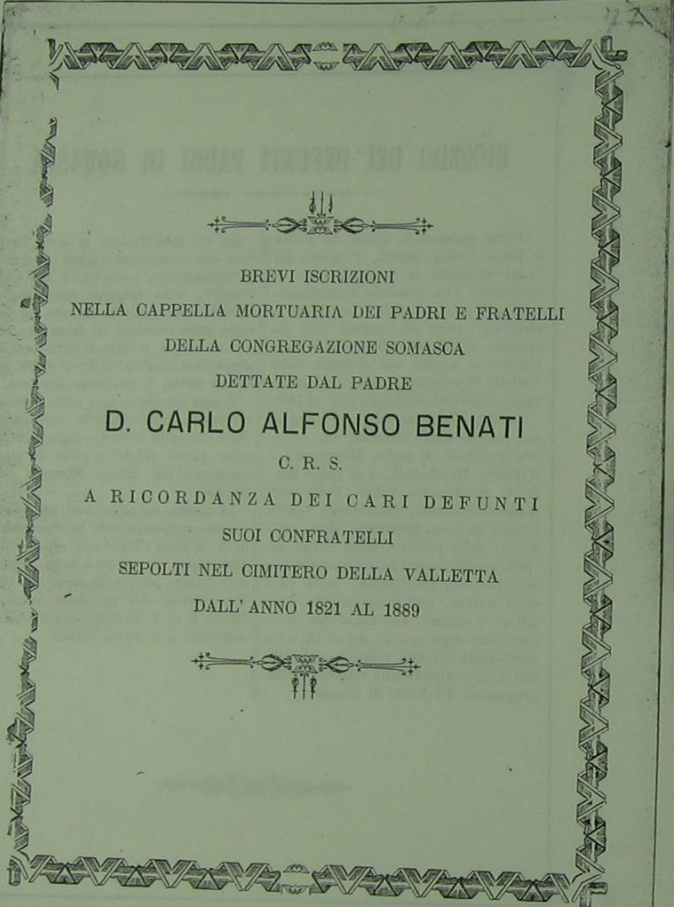 BREVI ISCRIZIONI
NELLA CAPPELLA MORTUARIA DEI PADRI E FRATELLI
DELLA CONGREGAZIONE SOMASCA
DETTATE DAL PADRE
D. CARLO ALFONSO BENATI
C. R. S.
A RICORDANZA DEI CARI DEFUNTI
SUOI CONFRATELLI
SEPOLTI NEL CIMITERO DELLA VALLETTA
DALL' ANNO 1821 AL 1889